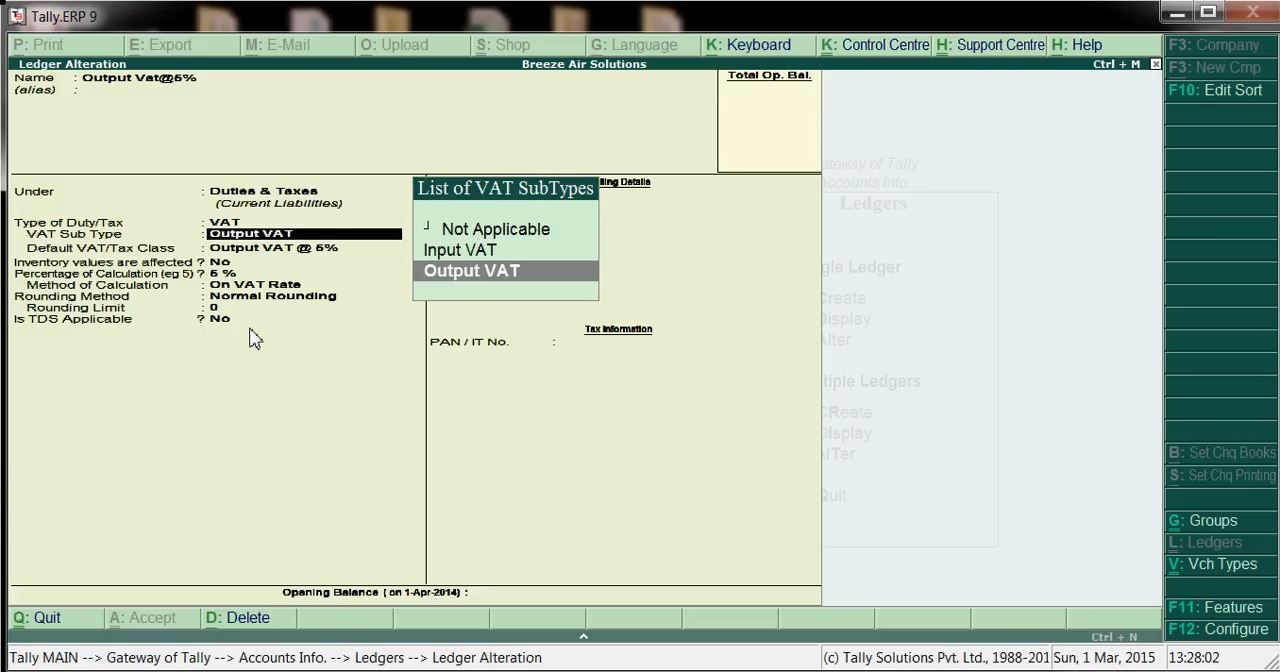 Tally.ERP 9
P: Print E: Export M: E-Mail O: Upload S: Shop G: Language K: Keyboard K: Control Centre H: Support Centre H: Help
Ledger Alteration Breeze Air Solutions Ctrl + M
Name : Output Vat@5%
(alias) :
Total Op. Bal.
Under : Duties & Taxes
(Current Liabilities)
Type of Duty/Tax : VAT
VAT Sub Type : Output VAT
Default VAT/Tax Class : Output VAT @ 5%
Inventory values are affected ? No
Percentage of Calculation (eg 5) ? 5 %
Method of Calculation : On VAT Rate
Rounding Method : Normal Rounding
Rounding Limit : 0
Is TDS Applicable ? No
List of VAT SubTypes
Not Applicable
Input VAT
Output VAT
ling Details
Tax Information
PAN / IT No. :
Opening Balance ( on 1-Apr-2014) :
ateway of Tally ...
ccounts Info.
Ledgers
gle Ledger
Create
Display
Alter
tiple Ledgers
CReate
DIsplay
AlTer
Quit
F3: Company
F3: New Cmp
F10: Edit Sort
B: Set Chq Books
S: Set Chq Printing
G: Groups
L: Ledgers
V: Vch Types
F11: Features
F12: Configure
Q: Quit A: Accept D: Delete
Ctrl + N
Tally MAIN --> Gateway of Tally --> Accounts Info. --> Ledgers --> Ledger Alteration (c) Tally Solutions Pvt. Ltd., 1988-201 Sun, 1 Mar, 2015 13:28:02